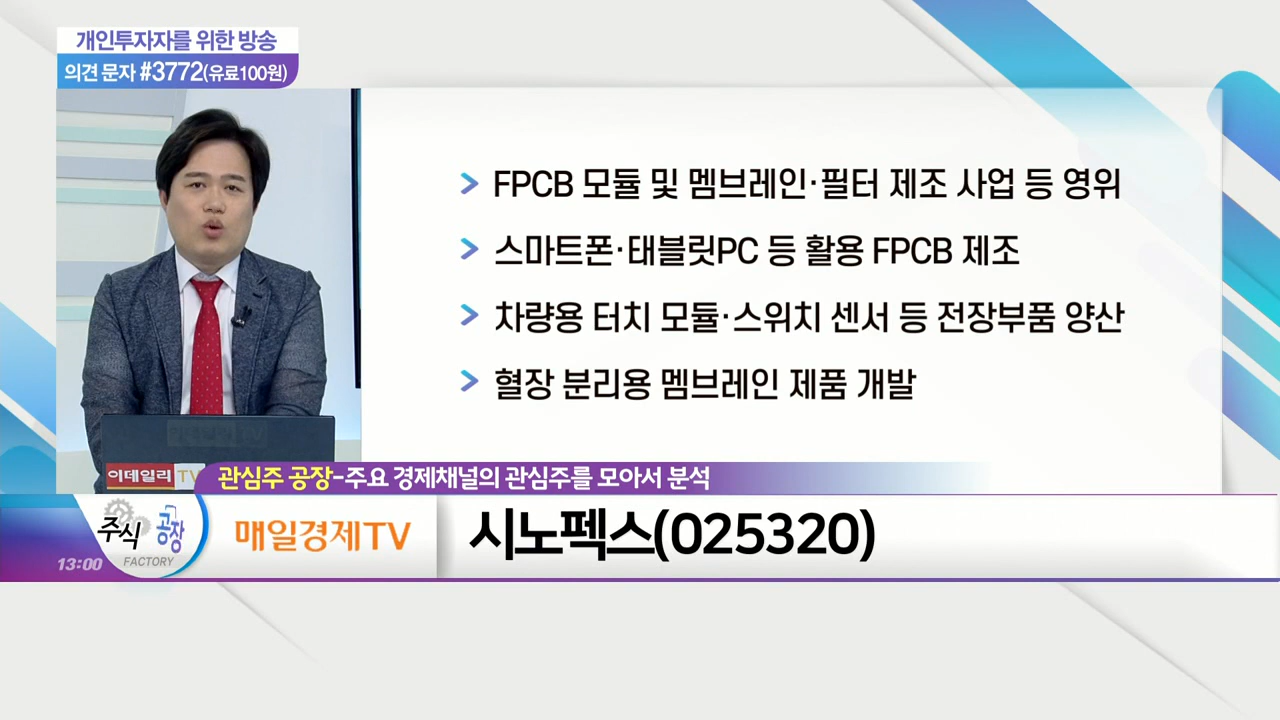 개인투자자를 위한 방송
의견 문자 #3772(유료100원)
> FPCB 모듈 및 멤브레인·필터 제조 사업 등 영위
> 스마트폰·태블릿PC 등 활용 FPCB 제조
> 차량용 터치 모듈·스위치 센서 등 전장부품 양산
> 혈장 분리용 멤브레인 제품 개발
이데일리 TV
관심주 공장-주요 경제채널의 관심주를 모아서 분석
주식 공장
FACTORY
13:00
매일경제TV
시노펙스(025320)